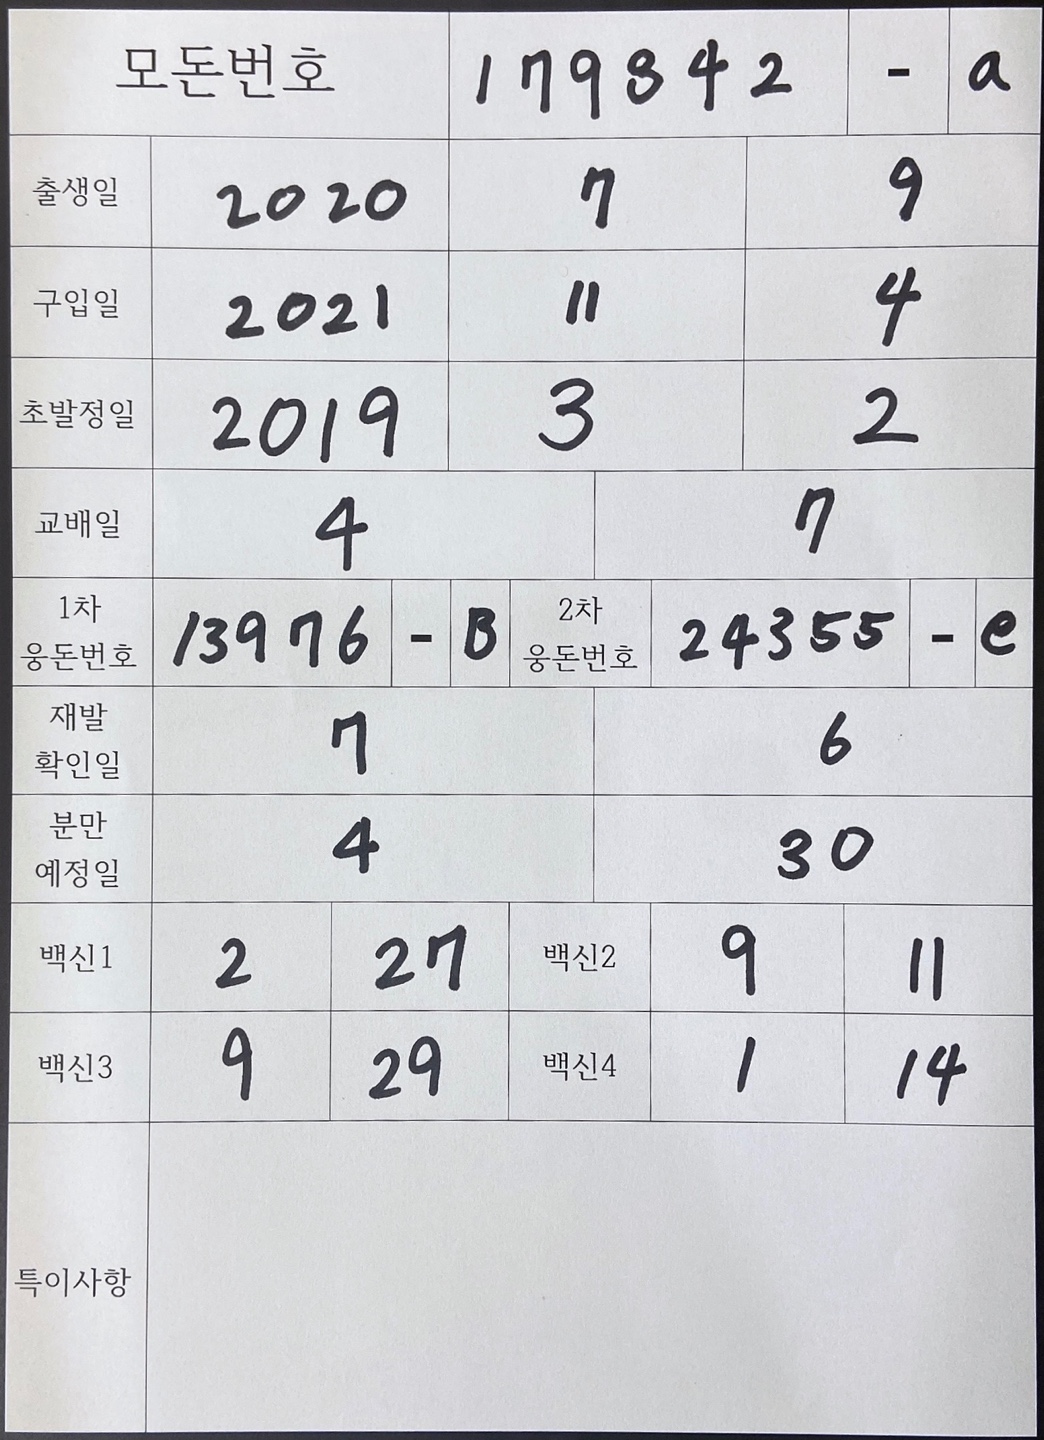 모돈번호 179842 - a
출생일 2020 7 9
구입일 2021 11 4
초발정일 2019 3 2
교배일 4 7
1차 웅돈번호 13976 - B 2차 웅돈번호 24355 - e
재발 확인일 7 6
분만 예정일 4 30
백신1 2 27 백신2 9 11
백신3 9 29 백신4 1 14
특이사항